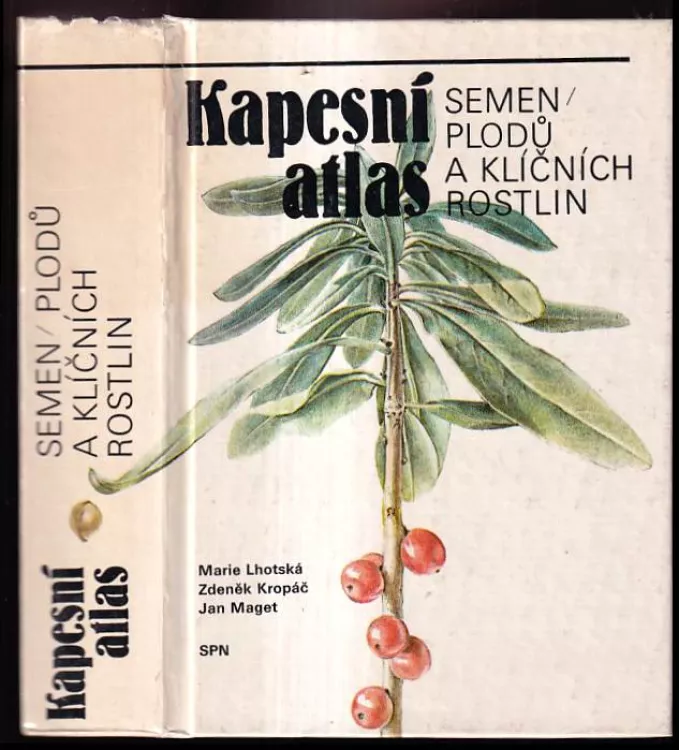 Kapesní
atlas
SEMEN/
PLODŮ
A KLÍČNÍCH
ROSTLIN
Marie Lhotská
Zdeněk Kropáč
Jan Maget
SPN
Kapesní
atlas
SEMEN/ PLODŮ
A KLÍČNÍCH
ROSTLIN